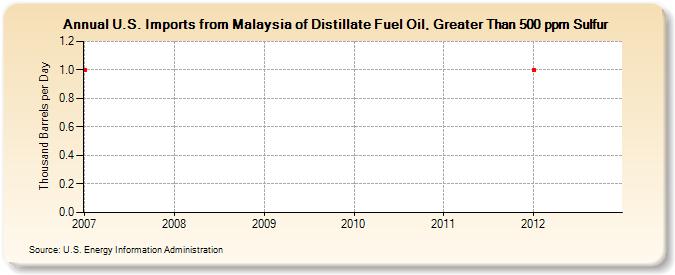 Annual U.S. Imports from Malaysia of Distillate Fuel Oil, Greater Than 500 ppm Sulfur
Thousand Barrels per Day
1.2
1.0
0.8
0.6
0.4
0.2
0.0
2007 2008 2009 2010 2011 2012
Source: U.S. Energy Information Administration